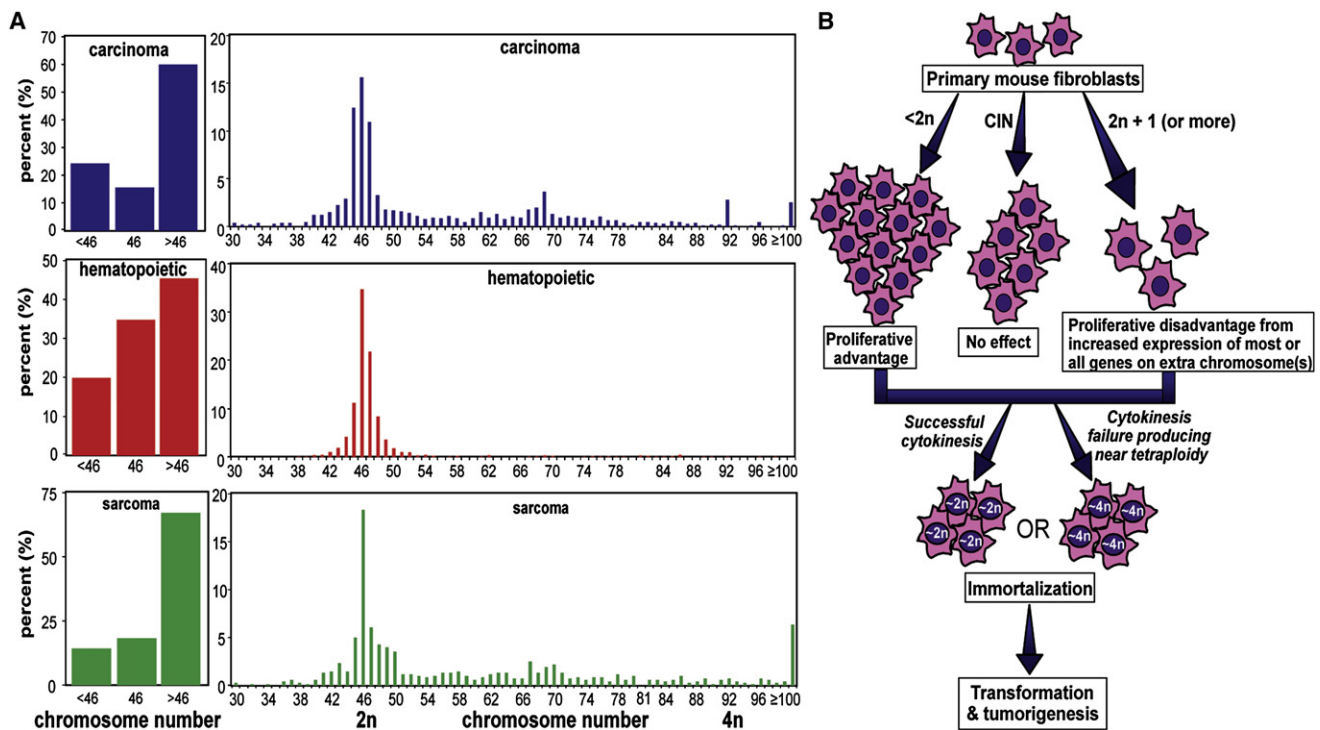 A
carcinoma
percent (%)
70
60
50
40
30
20
10
0
<46 46 >46
carcinoma
20
15
10
5
0
30 34 38 42 46 50 54 58 62 66 70 74 78 84 88 92 96 ≥100
hematopoietic
percent (%)
50
40
30
20
10
0
<46 46 >46
hematopoietic
40
30
20
10
0
30 34 38 42 46 50 54 58 62 66 70 74 78 84 88 92 96 ≥100
sarcoma
percent (%)
75
50
25
0
<46 46 >46
chromosome number
sarcoma
20
15
10
5
0
30 34 38 42 46 50 54 58 62 66 70 74 78 81 84 88 92 96 ≥100
2n chromosome number 4n
B
Primary mouse fibroblasts
<2n CIN 2n + 1 (or more)
Proliferative
advantage
No effect
Proliferative disadvantage from
increased expression of most or
all genes on extra chromosome(s)
Successful
cytokinesis
Cytokinesis
failure producing
near tetraploidy
~2n ~2n
~2n ~2n
OR
~4n ~4n
~4n ~4n
Immortalization
Transformation
& tumorigenesis